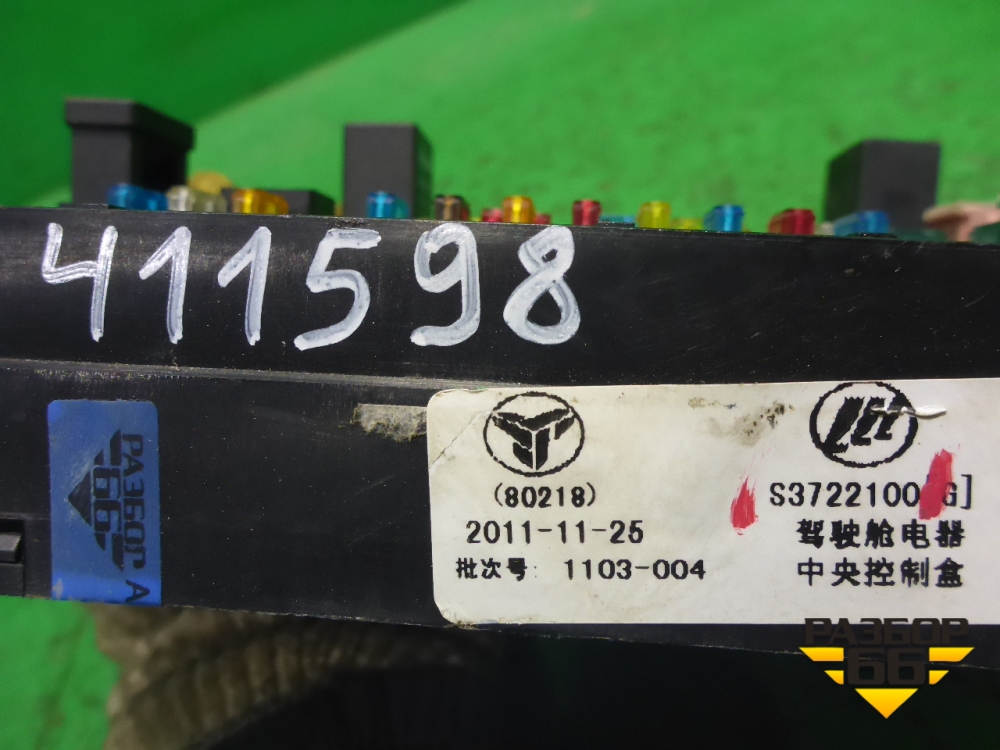 411598
РАЗБОР
66
А
(80218)
2011-11-25
批次号: 1103-004
S3722100[G]
驾驶舱电器
中央控制盒
РАЗБОР
66